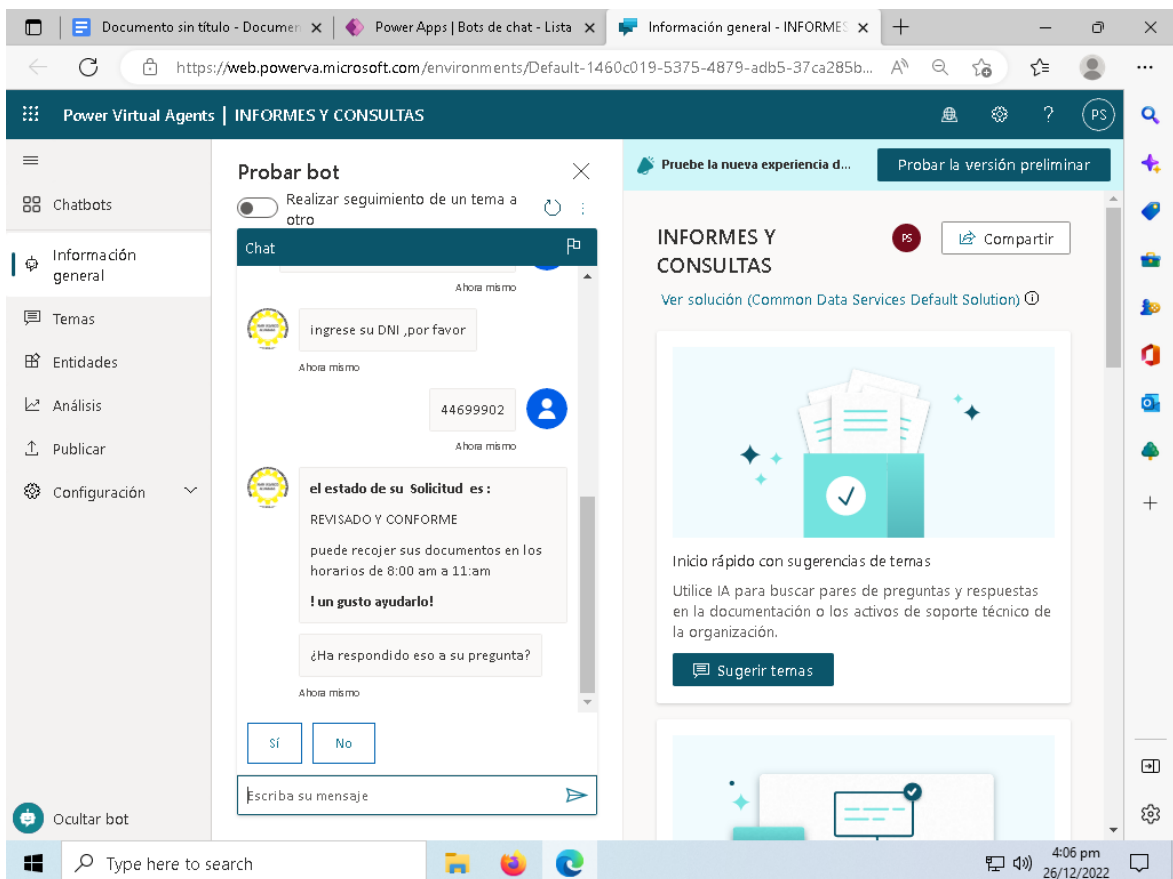 Documento sin título - Documen
Power Apps | Bots de chat - Lista
Información general - INFORMES
https://web.powerva.microsoft.com/environments/Default-1460c019-5375-4879-adb5-37ca285b...
Power Virtual Agents | INFORMES Y CONSULTAS
?
PS
Chatbots
Información
general
Temas
Entidades
Análisis
Publicar
Configuración
Ocultar bot
Probar bot
Realizar seguimiento de un tema a
otro
Chat
Ahora mismo
ingrese su DNI ,por favor
Ahora mismo
44699902
Ahora mismo
el estado de su Solicitud es :
REVISADO Y CONFORME
puede recojer sus documentos en los
horarios de 8:00 am a 11:am
! un gusto ayudarlo!
¿Ha respondido eso a su pregunta?
Ahora mismo
Sí
No
Escriba su mensaje
Pruebe la nueva experiencia d...
Probar la versión preliminar
INFORMES Y
CONSULTAS
PS
Compartir
Ver solución (Common Data Services Default Solution)
Inicio rápido con sugerencias de temas
Utilice IA para buscar pares de preguntas y respuestas
en la documentación o los activos de soporte técnico de
la organización.
Sugerir temas
Type here to search
4:06 pm
26/12/2022